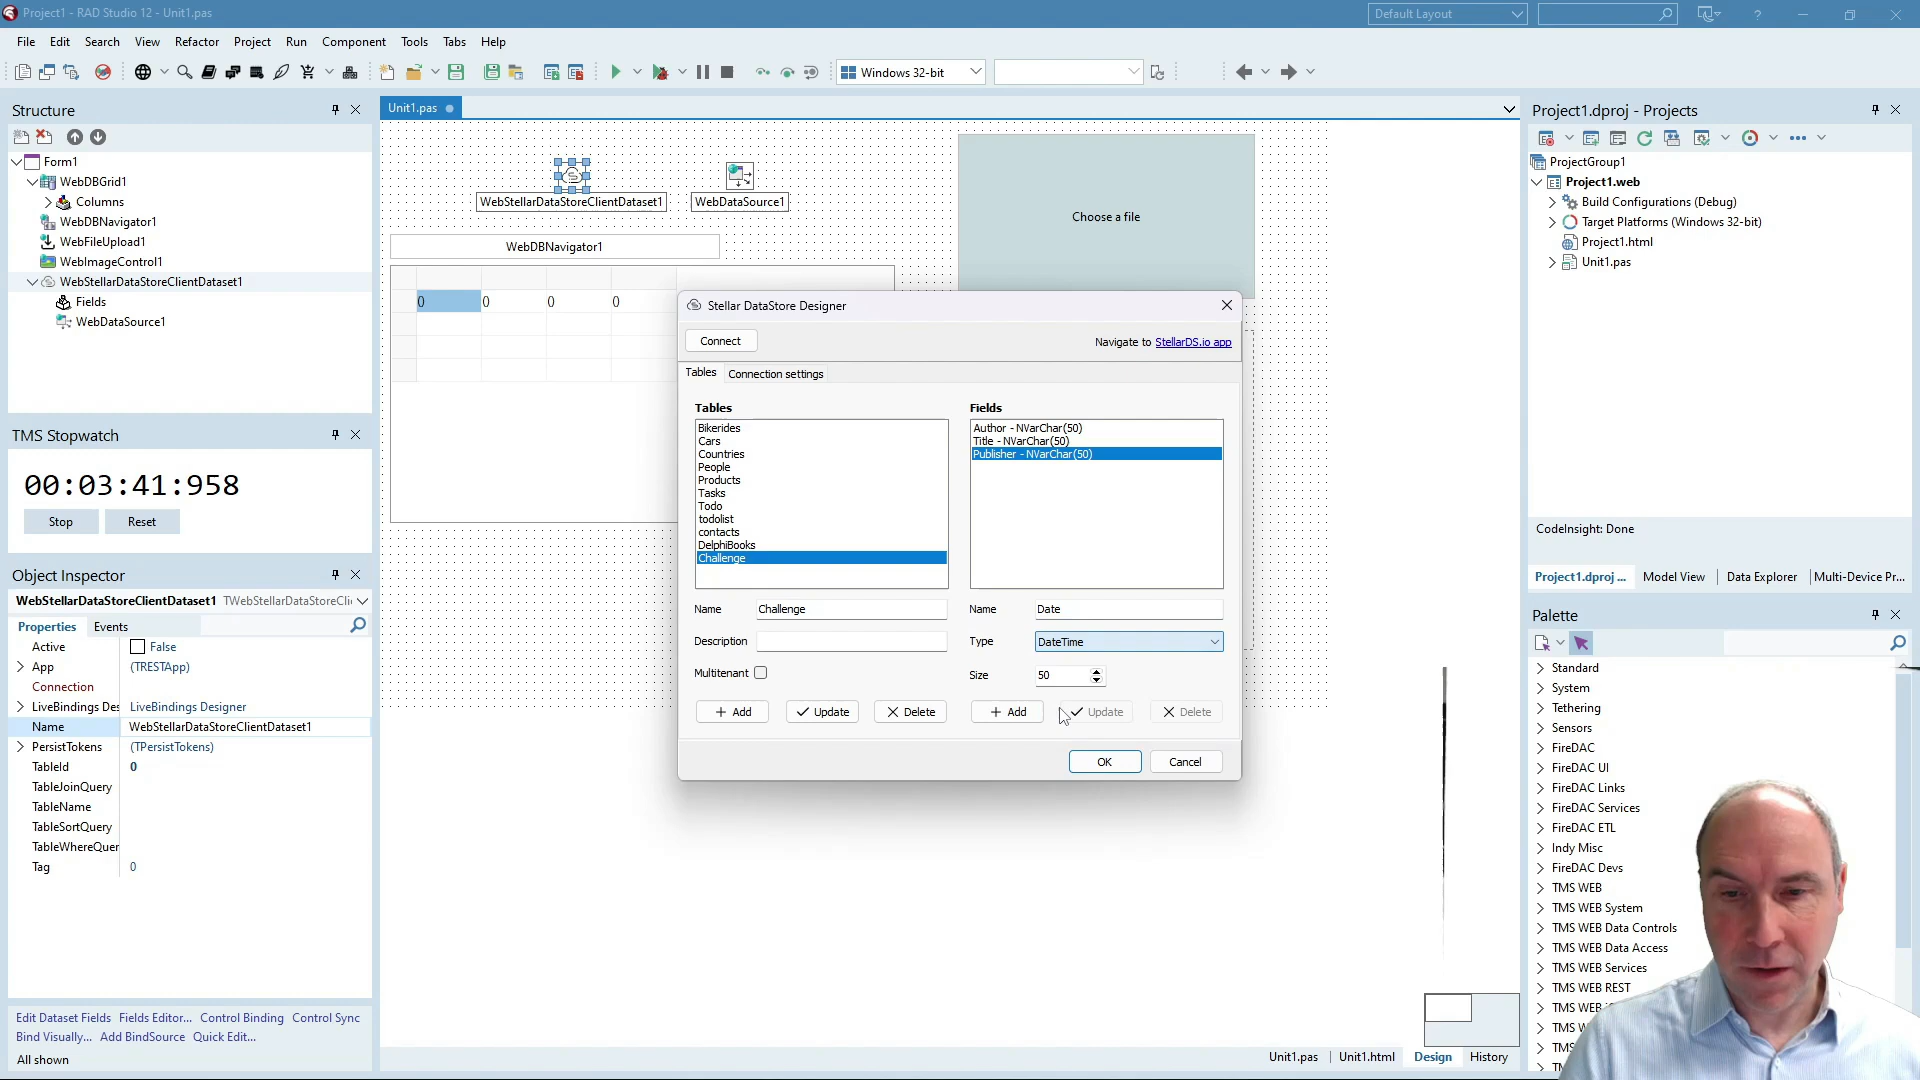 Project1 - RAD Studio 12 - Unit1.pas
Default Layout
?
File Edit Search View Refactor Project Run Component Tools Tabs Help
Windows 32-bit
Structure
Form1
WebDBGrid1
Columns
WebDBNavigator1
WebFileUpload1
WebImageControl1
WebStellarDataStoreClientDataset1
Fields
WebDataSource1
TMS Stopwatch
00:03:41:958
Stop Reset
Object Inspector
WebStellarDataStoreClientDataset1 TWebStellarDataStoreCli
Properties Events
Active False
App (TRESTApp)
Connection
LiveBindings Des LiveBindings Designer
Name WebStellarDataStoreClientDataset1
PersistTokens (TPersistTokens)
TableId 0
TableJoinQuery
TableName
TableSortQuery
TableWhereQuer
Tag 0
Edit Dataset Fields Fields Editor... Control Binding Control Sync
Bind Visually... Add BindSource Quick Edit...
All shown
Unit1.pas
WebStellarDataStoreClientDataset1
WebDataSource1
Choose a file
WebDBNavigator1
0 0 0 0
Stellar DataStore Designer
Connect
Navigate to StellarDS.io app
Tables Connection settings
Tables
Bikerides
Cars
Countries
People
Products
Tasks
Todo
todolist
contacts
DelphiBooks
Challenge
Name Challenge
Description
Multitenant
Add Update Delete
Fields
Author - NVarChar(50)
Title - NVarChar(50)
Publisher - NVarChar(50)
Name Date
Type DateTime
Size 50
Add Update Delete
OK Cancel
Unit1.pas Unit1.html Design History
Project1.dproj - Projects
ProjectGroup1
Project1.web
Build Configurations (Debug)
Target Platforms (Windows 32-bit)
Project1.html
Unit1.pas
CodeInsight: Done
Project1.dproj ... Model View Data Explorer Multi-Device Pr...
Palette
Standard
System
Tethering
Sensors
FireDAC
FireDAC UI
FireDAC Links
FireDAC Services
FireDAC ETL
Indy Misc
FireDAC Devs
TMS WEB
TMS WEB System
TMS WEB Data Controls
TMS WEB Data Access
TMS WEB Services
TMS WEB REST
TMS WEB
TMS
TMS
TMS